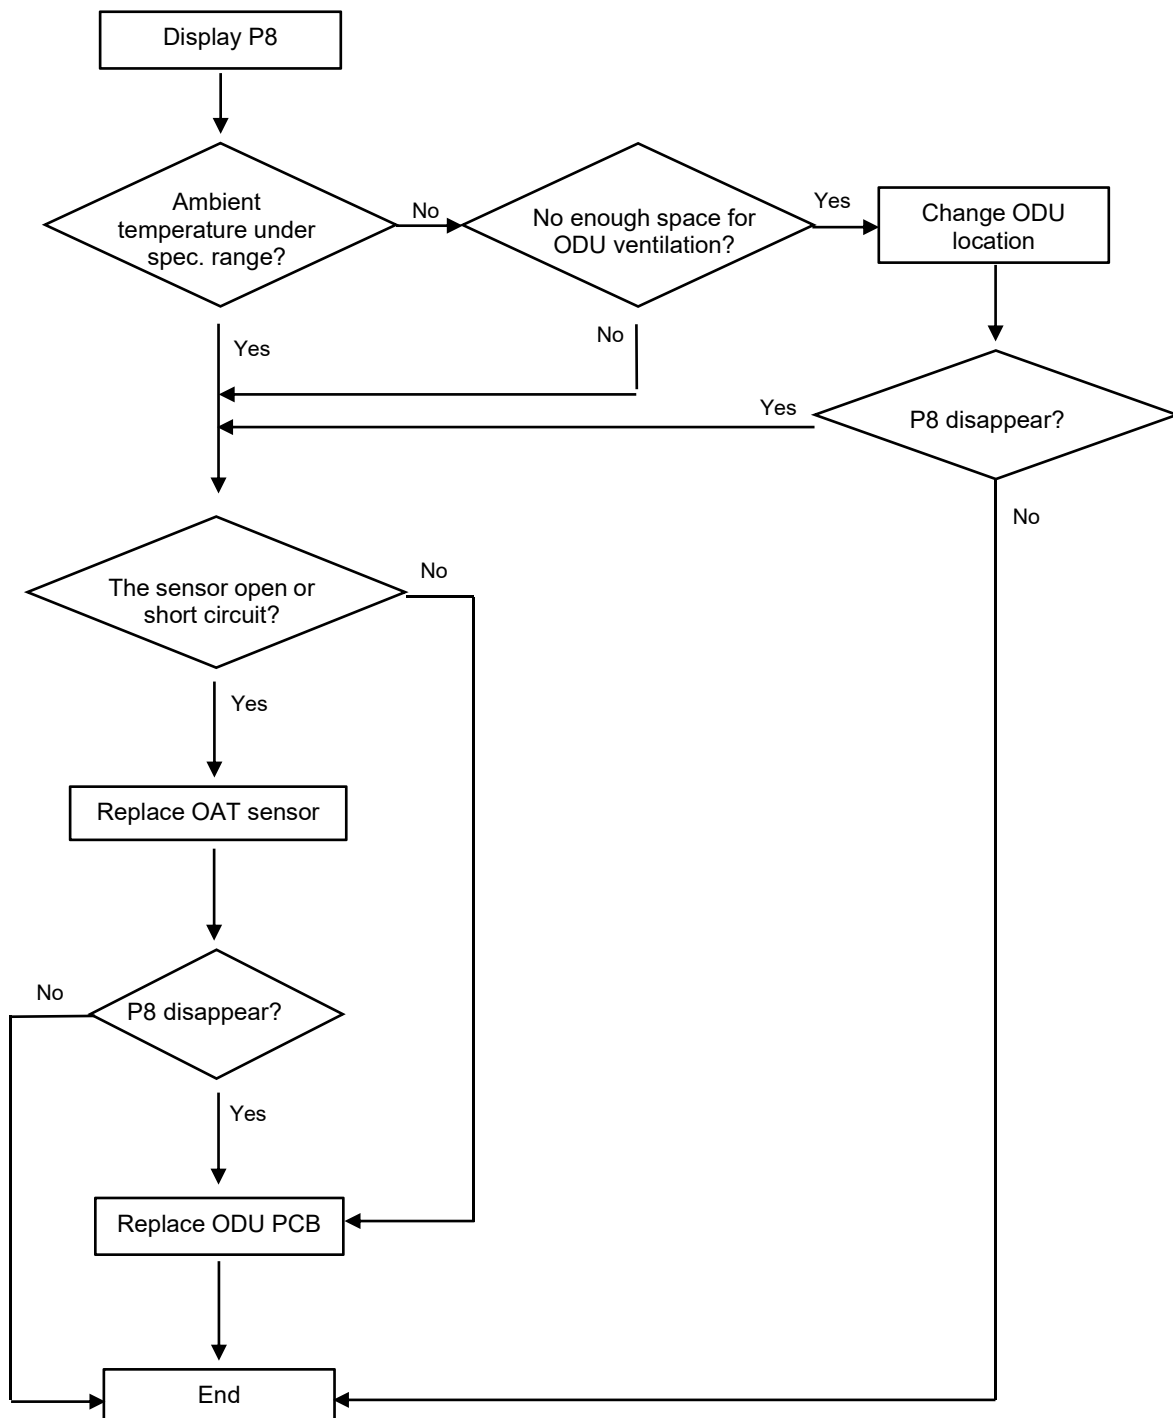 Display P8
Ambient
temperature under
spec. range?
No
No enough space for
ODU ventilation?
Yes
Change ODU
location
Yes
No
Yes
P8 disappear?
No
The sensor open or
short circuit?
No
Yes
Replace OAT sensor
No
P8 disappear?
Yes
Replace ODU PCB
End